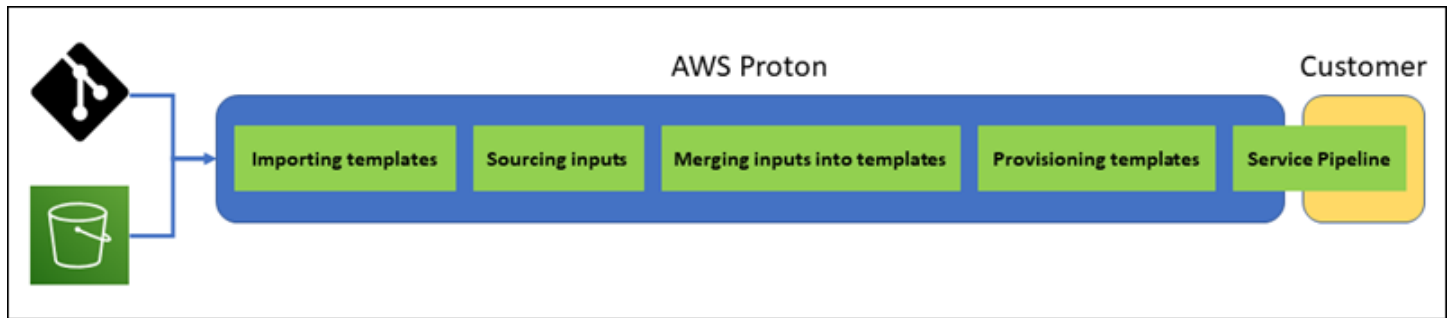 AWS Proton
Customer
Importing templates
Sourcing inputs
Merging inputs into templates
Provisioning templates
Service Pipeline